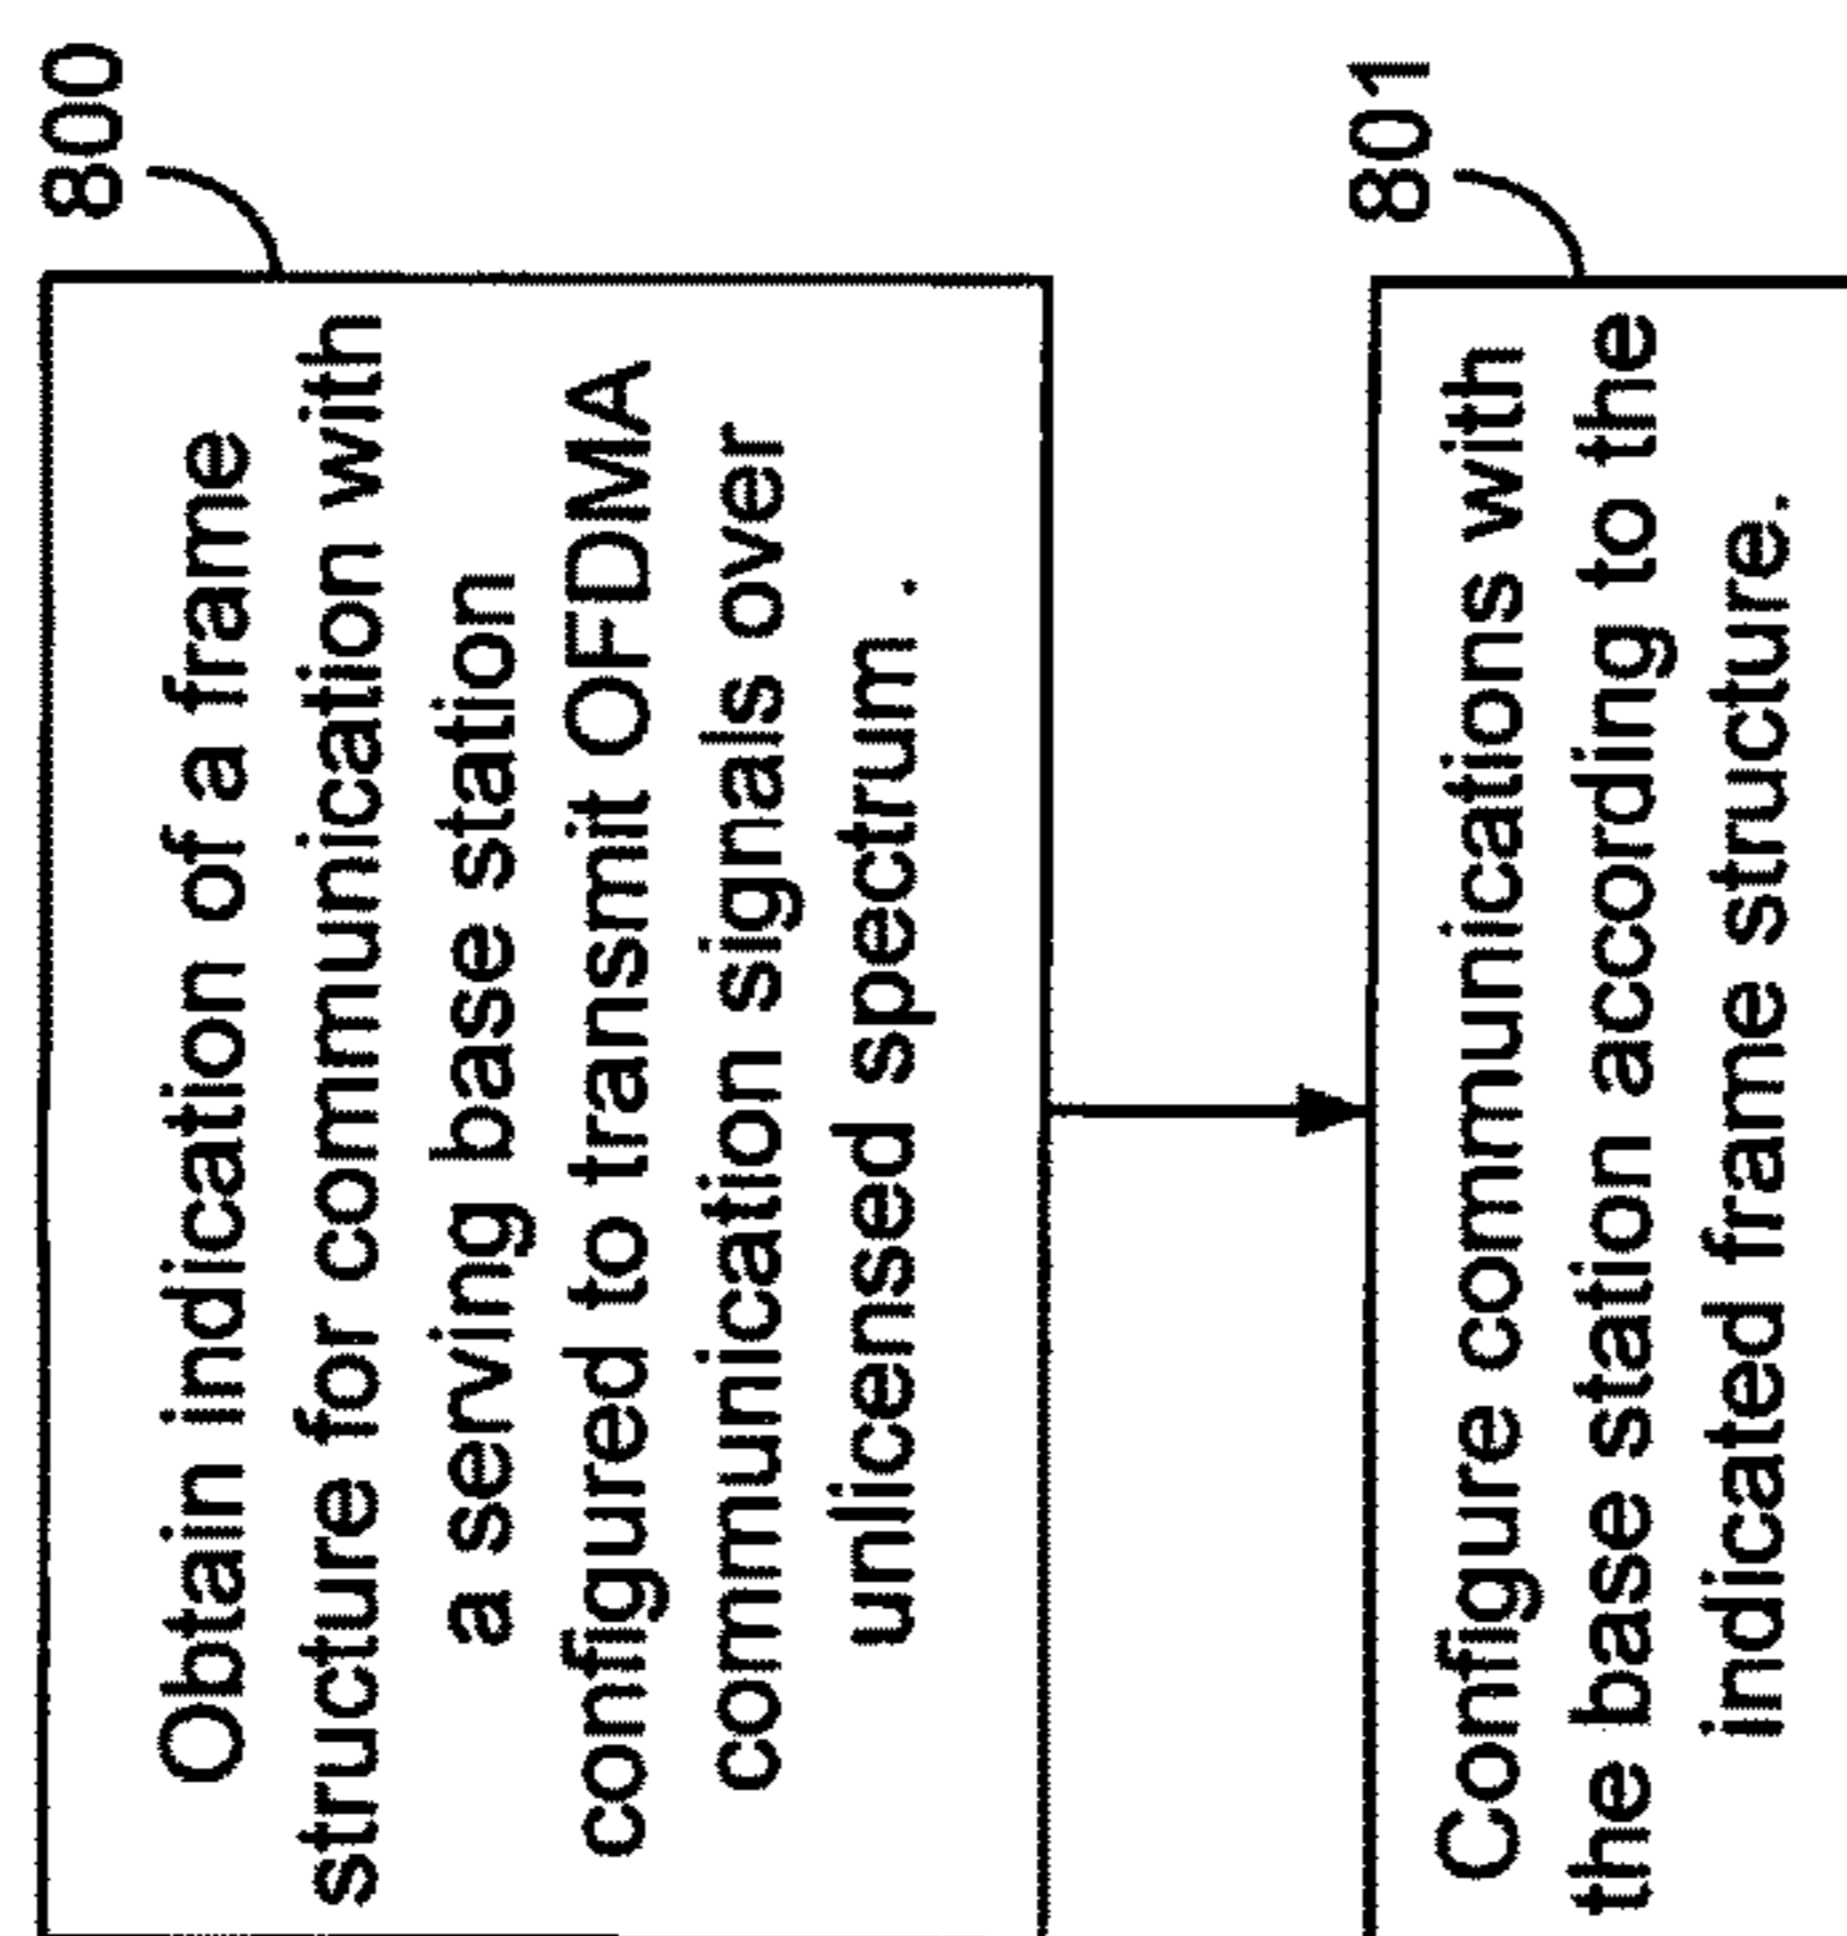 800
Obtain indication of a frame
structure for communication with
a serving base station
configured to transmit OFDMA
communication signals over
unlicensed spectrum .
801
Configure communications with
the base station according to the
indicated frame structure.